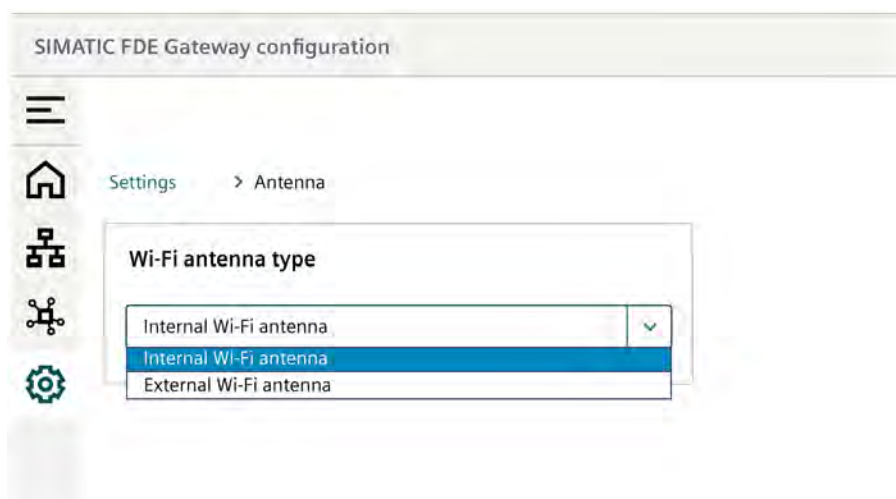 SIMATIC FDE Gateway configuration
Settings > Antenna
Wi-Fi antenna type
Internal Wi-Fi antenna
Internal Wi-Fi antenna
External Wi-Fi antenna